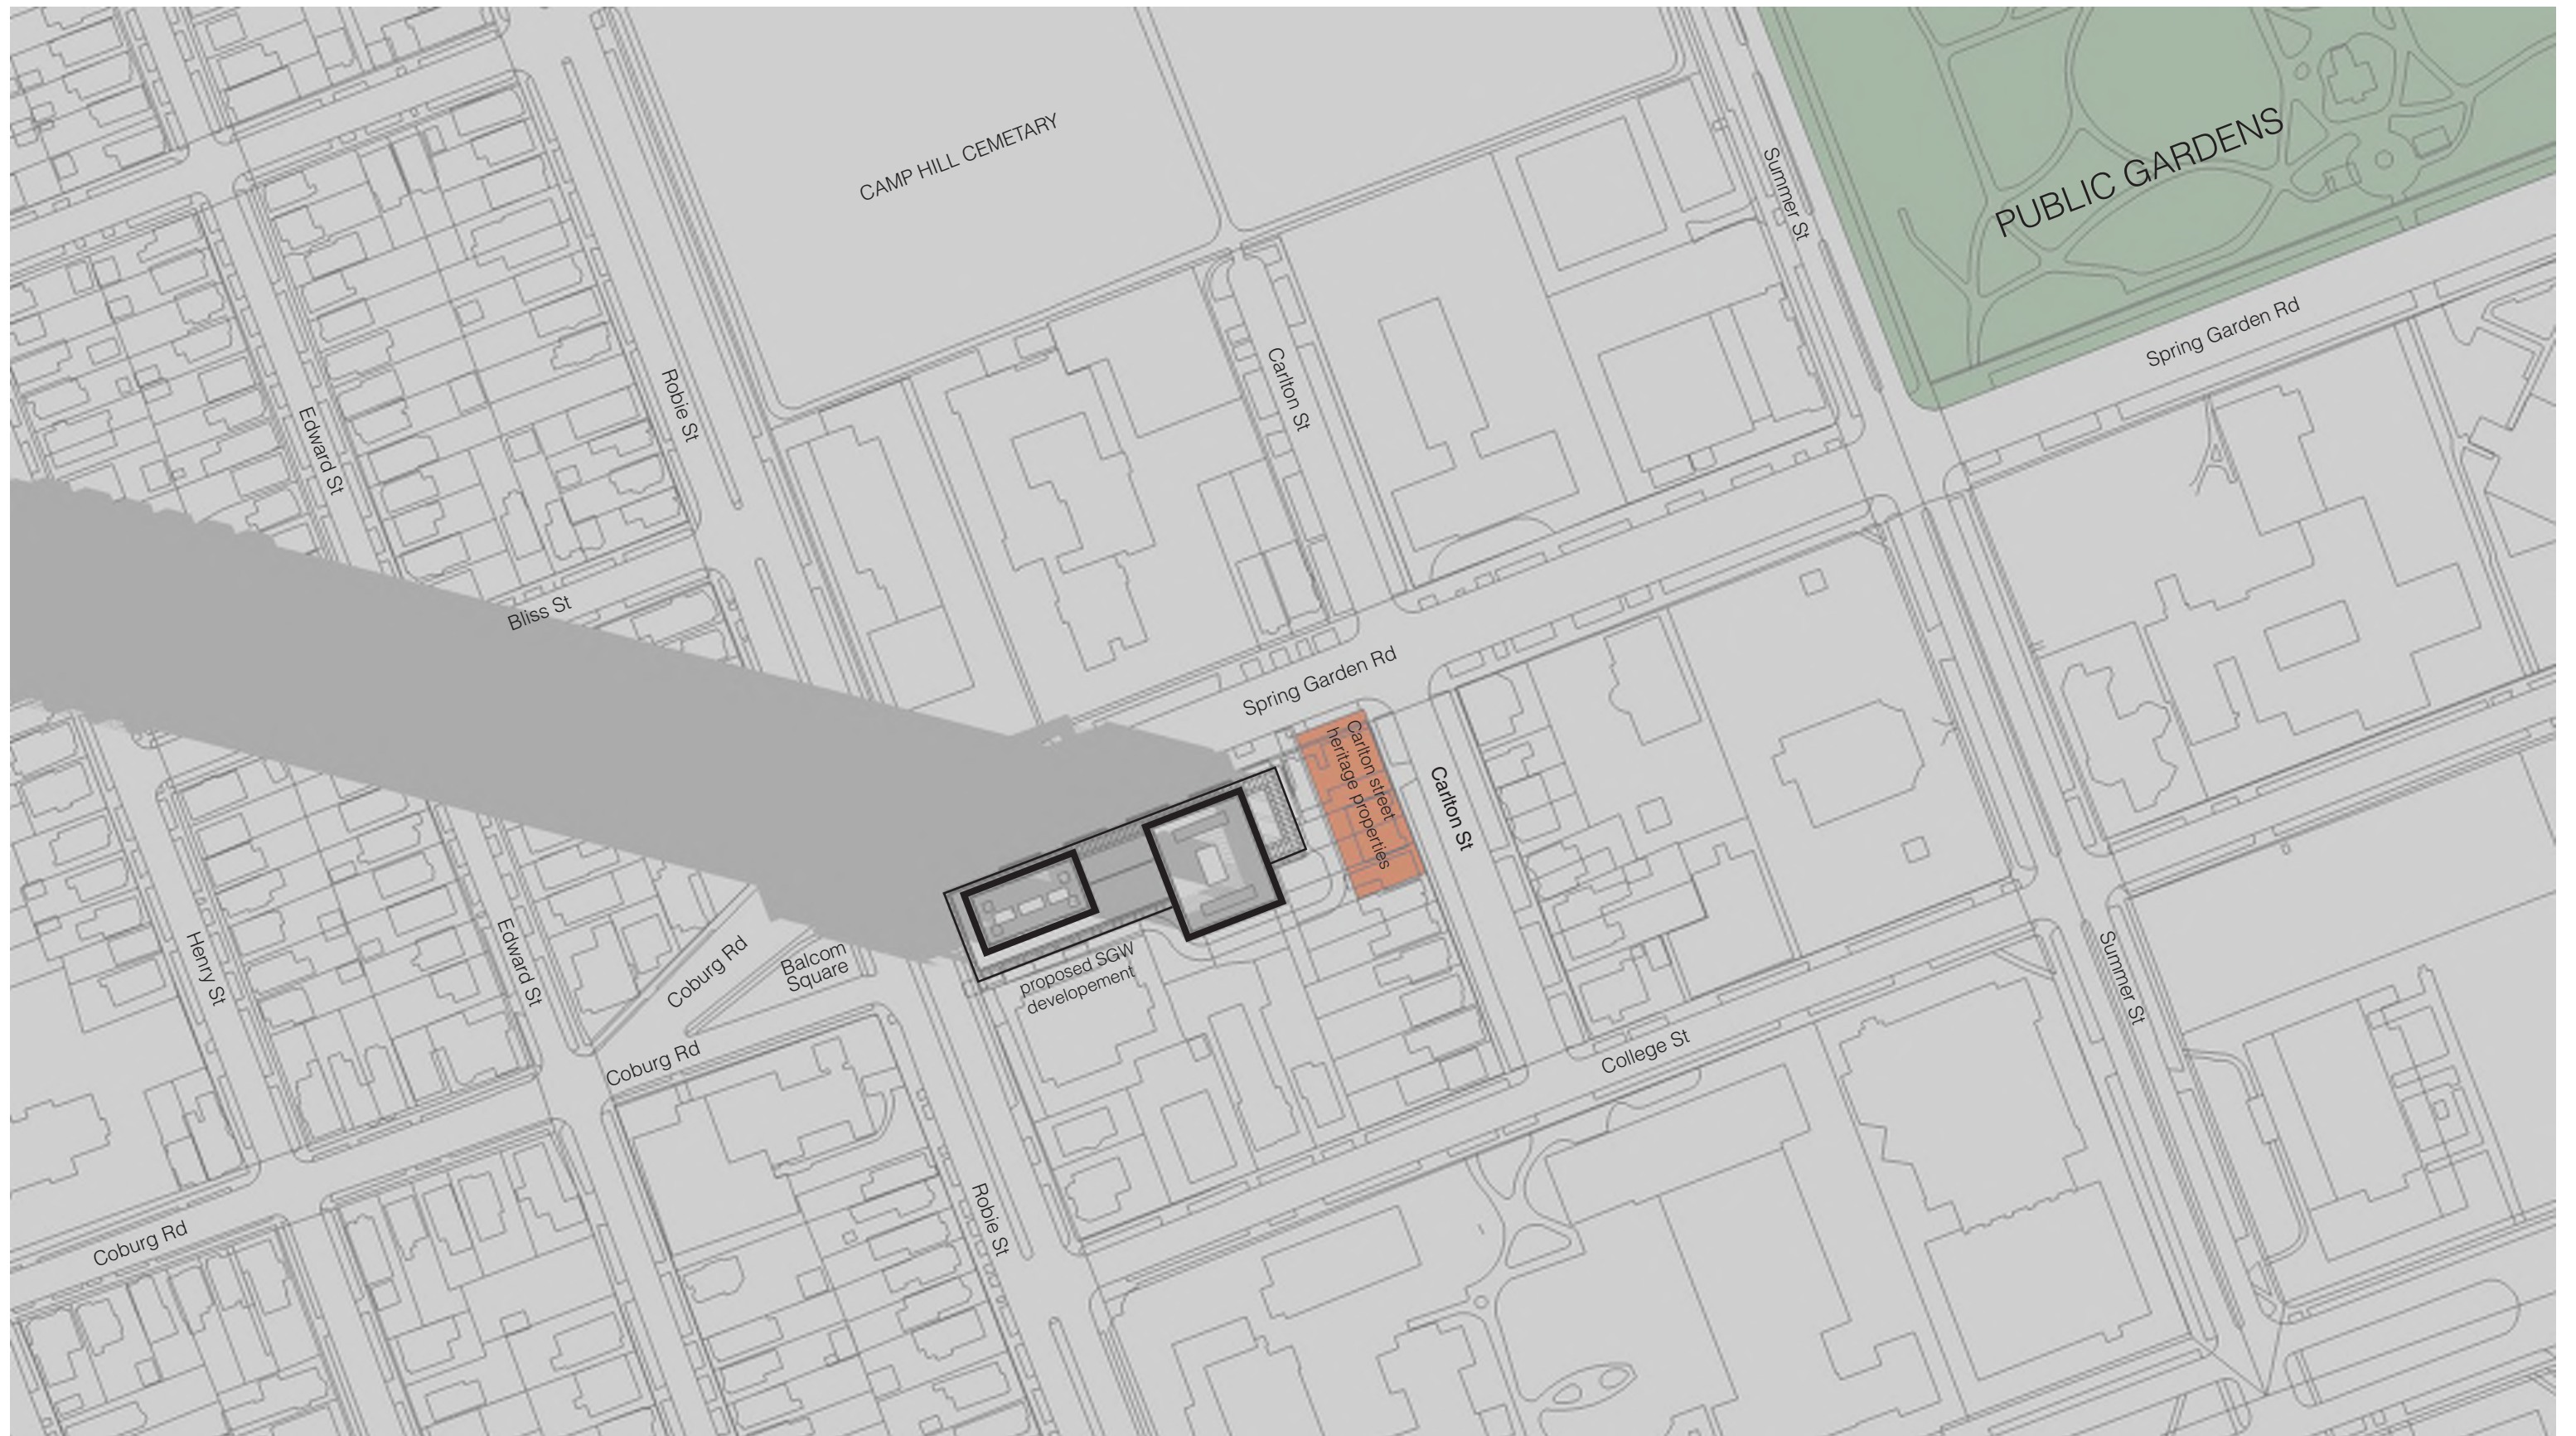 CAMP HILL CEMETARY
PUBLIC GARDENS
Summer St
Spring Garden Rd
Carlton St
Robie St
Edward St
Bliss St
Spring Garden Rd
Carlton street
heritage properties
Carlton St
Henry St
Edward St
Coburg Rd
Balcom
Square
proposed SGW
developement
Coburg Rd
College St
Summer St
Robie St
Coburg Rd